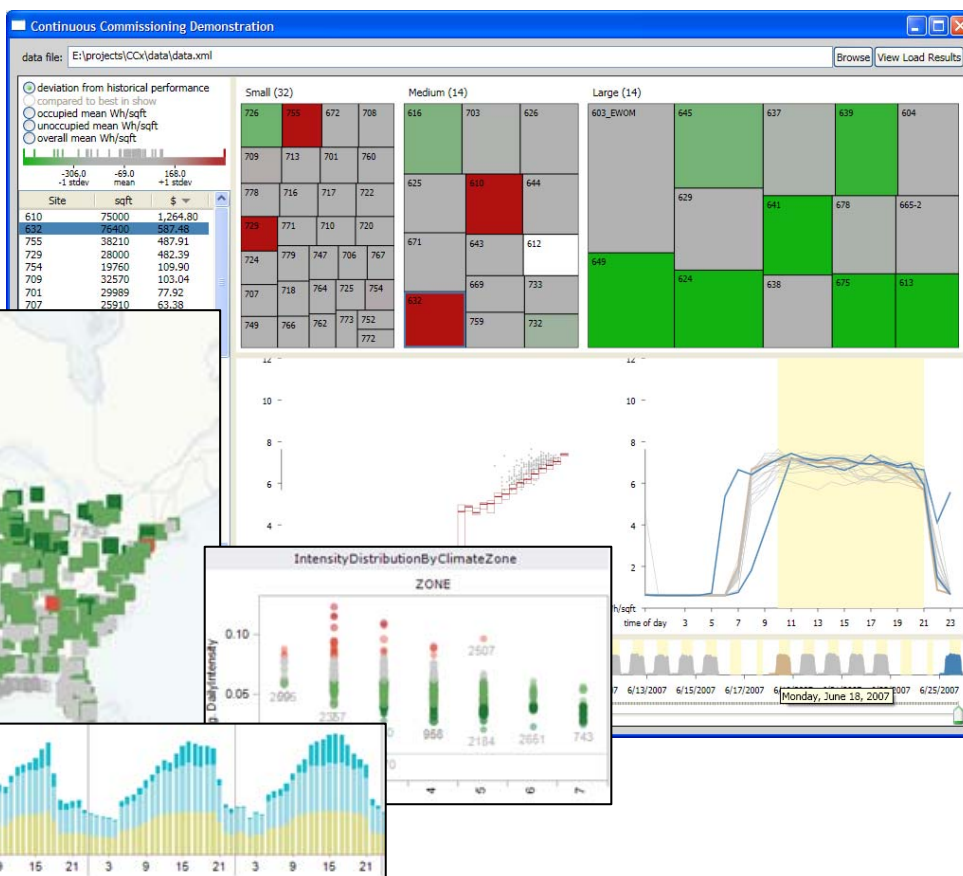 Continuous Commissioning Demonstration
data file: E:\projects\CCx\data\data.xml Browse View Load Results
deviation from historical performance
compared to best in show
occupied mean Wh/sqft
unoccupied mean Wh/sqft
overall mean Wh/sqft
-306.0 -69.0 168.0
-1 stdev mean +1 stdev
Site sqft $
610 75000 1,264.80
632 76400 587.48
755 38210 487.91
729 28000 482.39
754 19760 109.90
709 32570 103.04
701 29989 77.92
707 25910 63.38
Small (32)
726 755 672 708
709 713 701 760
778 716 717 722
729 771 710 720
724 779 747 706 767
707 718 764 725 754
749 766 762 773 752
772
Medium (14)
616 703 626
625 610 644
671 643 612
632 669 733
759 732
Large (14)
603_EWOM 645 637 639 604
629 641 678 665-2
649 624 638 675 613
12
10
8
6
4
12
10
8
6
4
2
h/sqft
time of day 3 5 7 9 11 13 15 17 19 21 23
6/13/2007 6/15/2007 6/17/2007 6/25/2007
Monday, June 18, 2007
IntensityDistributionByClimateZone
ZONE
g. DailyIntensity
0.10
0.05
2507
2995
2357
956
2184
2651
743
4 5 6 7
9 15 21 3 9 15 21 3 9 15 21